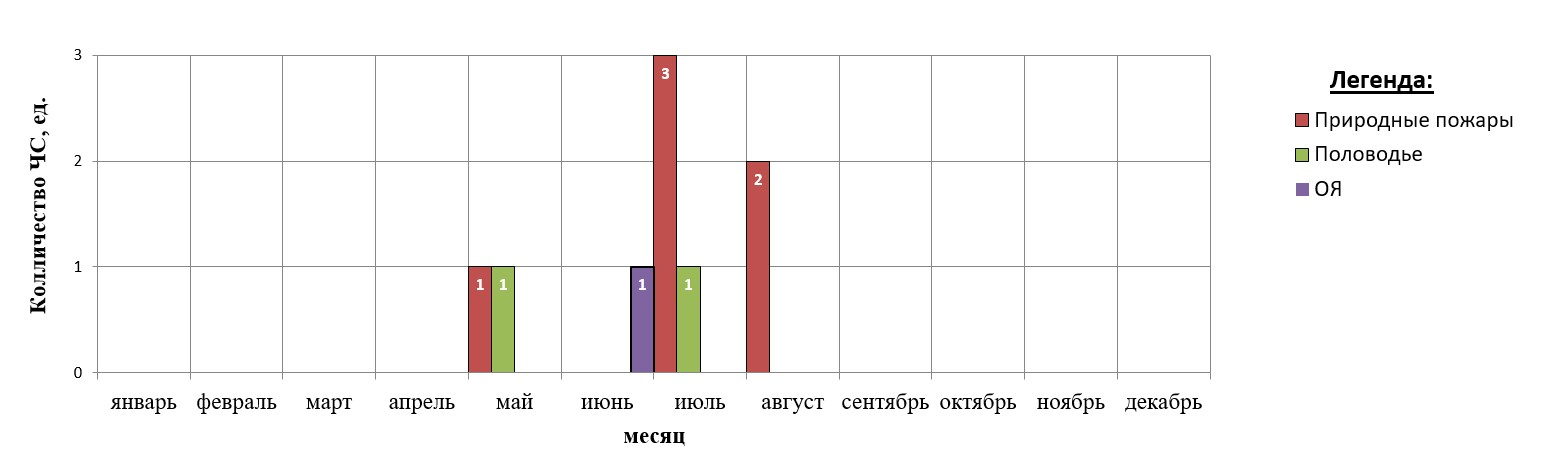 Колличество ЧС, ед.
3
2
1
0
1
1
1
3
1
2
январь февраль март апрель май июнь июль август сентябрь октябрь ноябрь декабрь
месяц
Легенда:
Природные пожары
Половодье
ОЯ